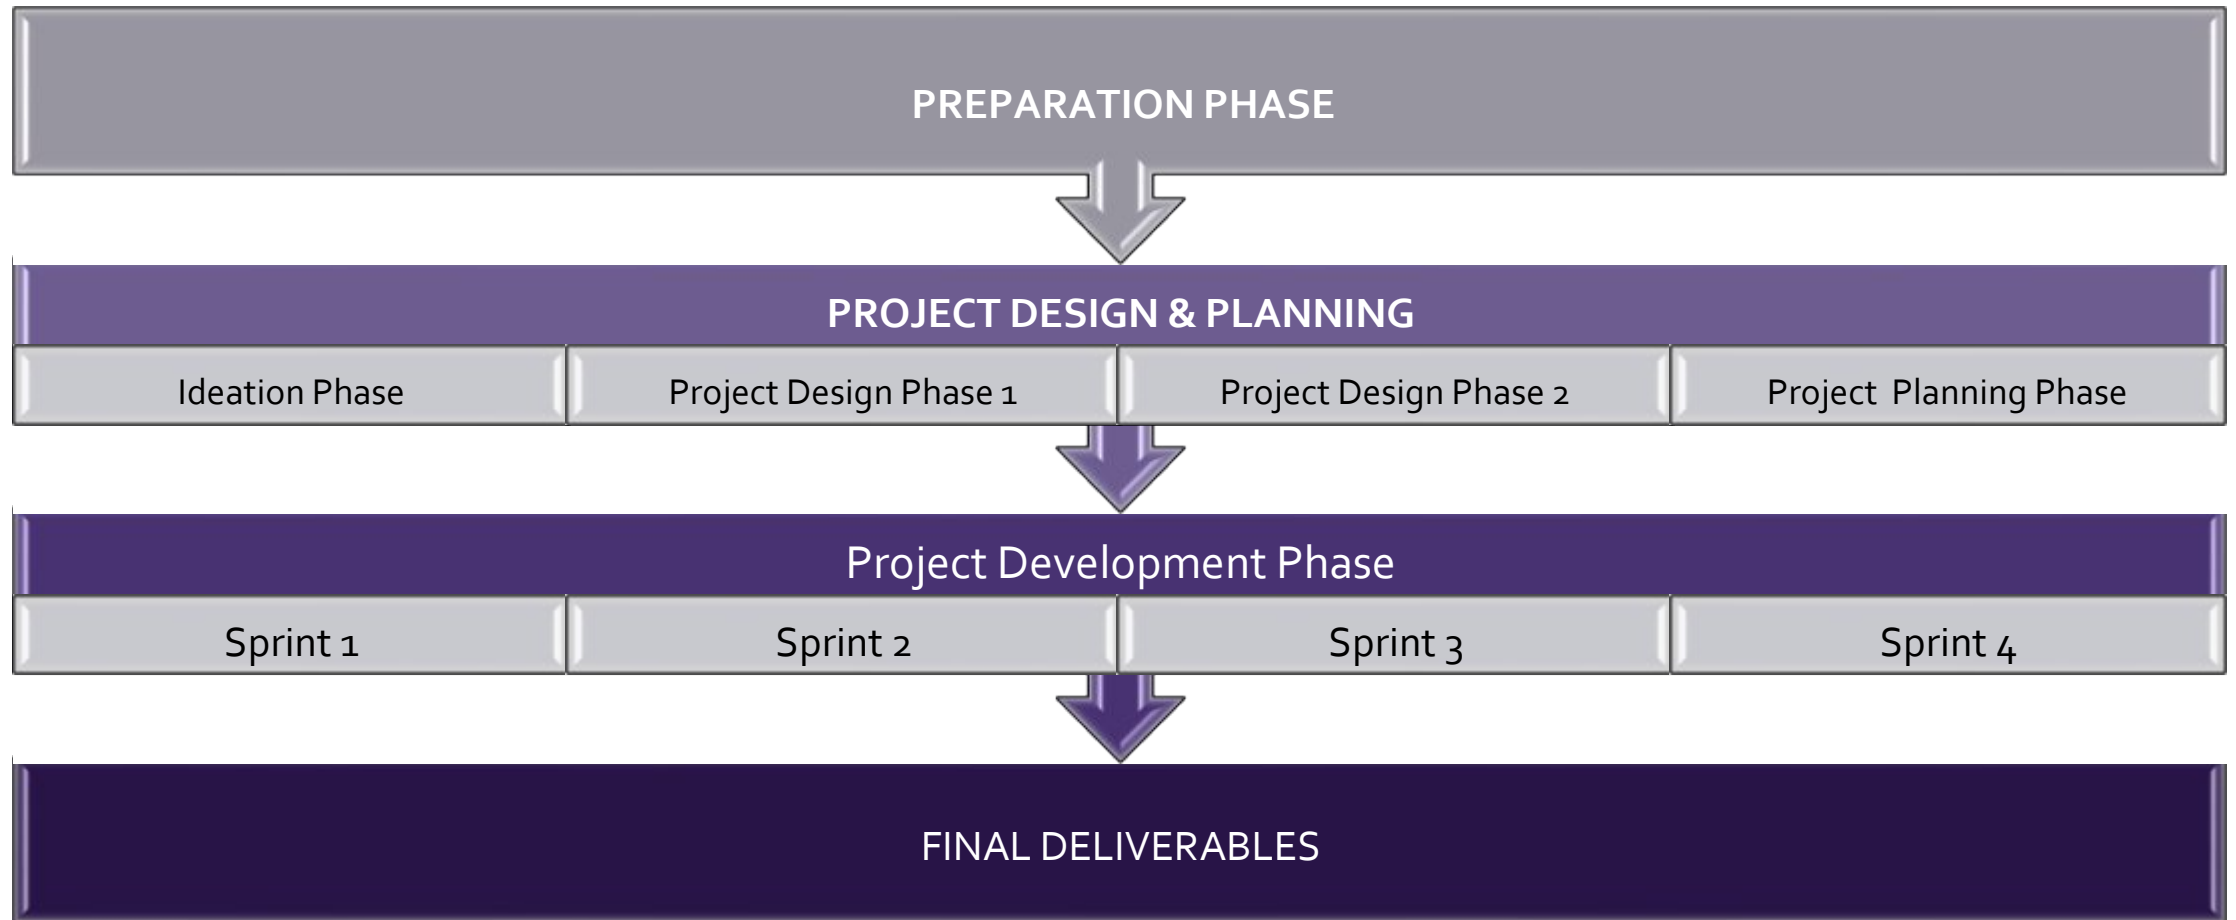 PREPARATION PHASE
PROJECT DESIGN & PLANNING
Ideation Phase
Project Design Phase 1
Project Design Phase 2
Project  Planning Phase
Project Development Phase
Sprint 1
Sprint 2
Sprint 3
Sprint 4
FINAL DELIVERABLES